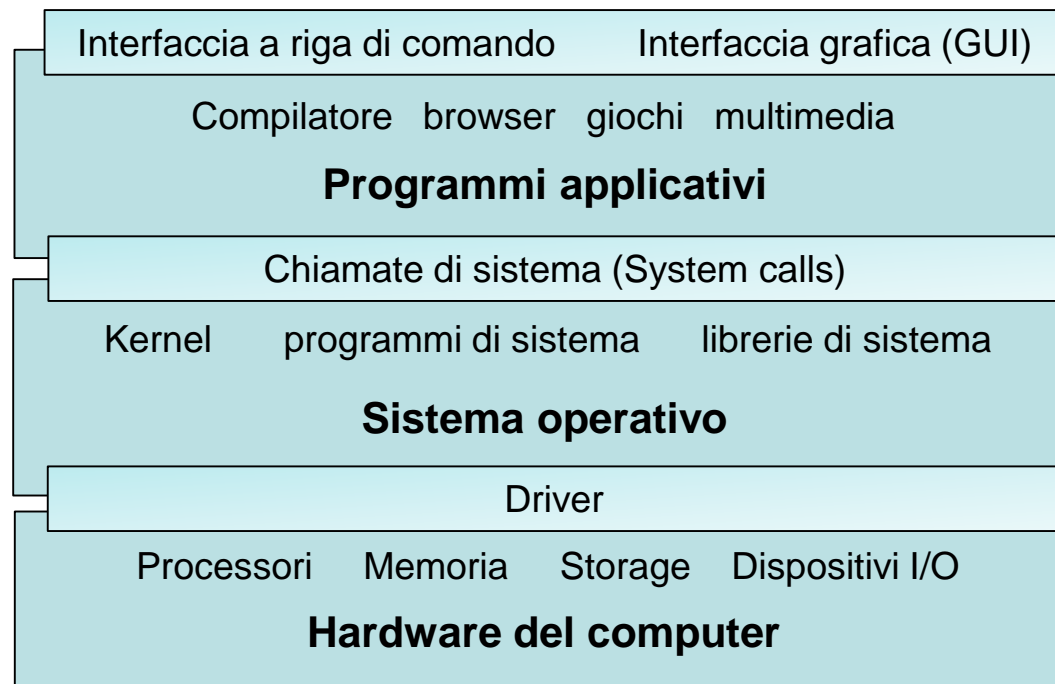 Interfaccia a riga di comando Interfaccia grafica (GUI)
Compilatore browser giochi multimedia
Programmi applicativi
Chiamate di sistema (System calls)
Kernel programmi di sistema librerie di sistema
Sistema operativo
Driver
Processori Memoria Storage Dispositivi I/O
Hardware del computer